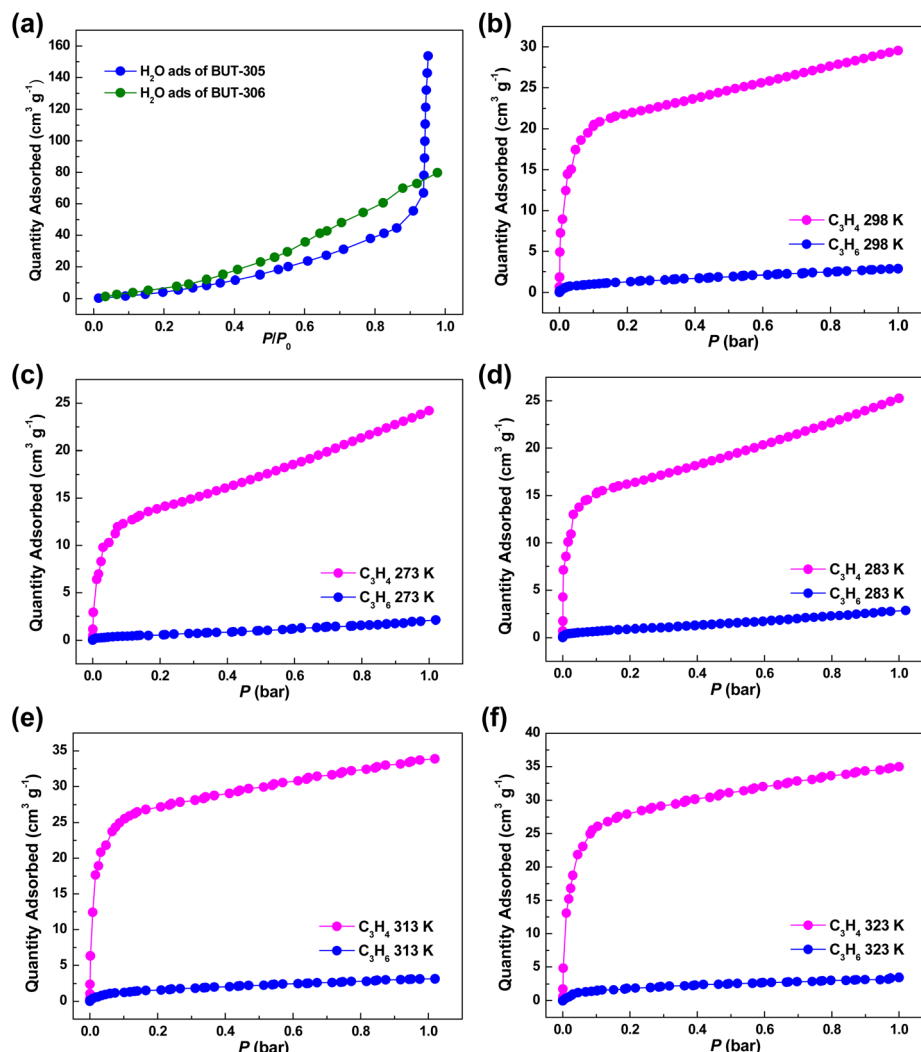 (a)
160
140
120
100
80
60
40
20
0
Quantity Adsorbed (cm³ g⁻¹)
H₂O ads of BUT-305
H₂O ads of BUT-306
0.0 0.2 0.4 0.6 0.8 1.0
P/P₀
(b)
30
25
20
15
10
5
0
Quantity Adsorbed (cm³ g⁻¹)
C₃H₄ 298 K
C₃H₆ 298 K
0.0 0.2 0.4 0.6 0.8 1.0
P (bar)
(c)
25
20
15
10
5
0
Quantity Adsorbed (cm³ g⁻¹)
C₃H₄ 273 K
C₃H₆ 273 K
0.0 0.2 0.4 0.6 0.8 1.0
P (bar)
(d)
25
20
15
10
5
0
Quantity Adsorbed (cm³ g⁻¹)
C₃H₄ 283 K
C₃H₆ 283 K
0.0 0.2 0.4 0.6 0.8 1.0
P (bar)
(e)
35
30
25
20
15
10
5
0
Quantity Adsorbed (cm³ g⁻¹)
C₃H₄ 313 K
C₃H₆ 313 K
0.0 0.2 0.4 0.6 0.8 1.0
P (bar)
(f)
40
35
30
25
20
15
10
5
0
Quantity Adsorbed (cm³ g⁻¹)
C₃H₄ 323 K
C₃H₆ 323 K
0.0 0.2 0.4 0.6 0.8 1.0
P (bar)